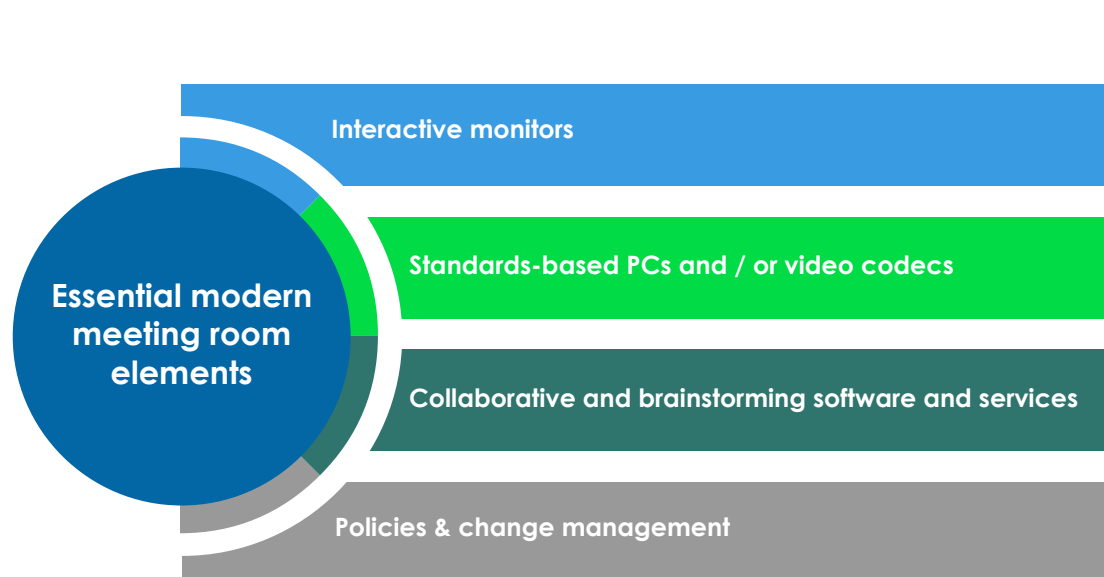 Interactive monitors
Standards-based PCs and / or video codecs
Essential modern
meeting room
elements
Collaborative and brainstorming software and services
Policies & change management